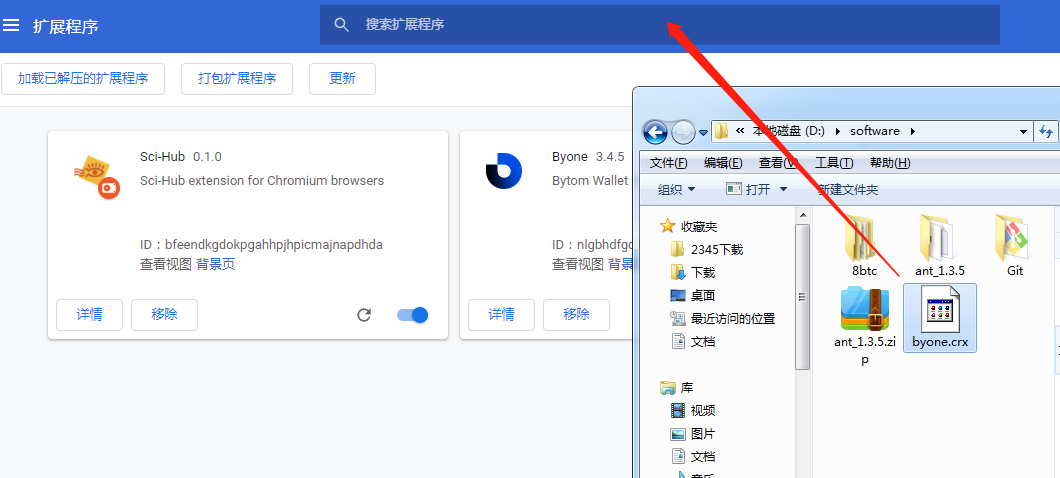 扩展程序
搜索扩展程序
加载已解压的扩展程序
打包扩展程序
更新
Sci-Hub 0.1.0
Sci-Hub extension for Chromium browsers
ID：bfeendkgdokpgahhpjhpicmajnapdhda
查看视图 背景页
详情
移除
Byone 3.4.5
Bytom Wallet
ID：nlgbhdfgc
查看视图 背景
详情
移除
« 本地磁盘 (D:) software
文件(F) 编辑(E) 查看(V) 工具(T) 帮助(H)
组织 打开 新建文件夹
收藏夹
2345下载
下载
桌面
最近访问的位置
文档
库
视频
图片
文档
音乐
8btc
ant_1.3.5
Git
ant_1.3.5.zi
p
byone.crx